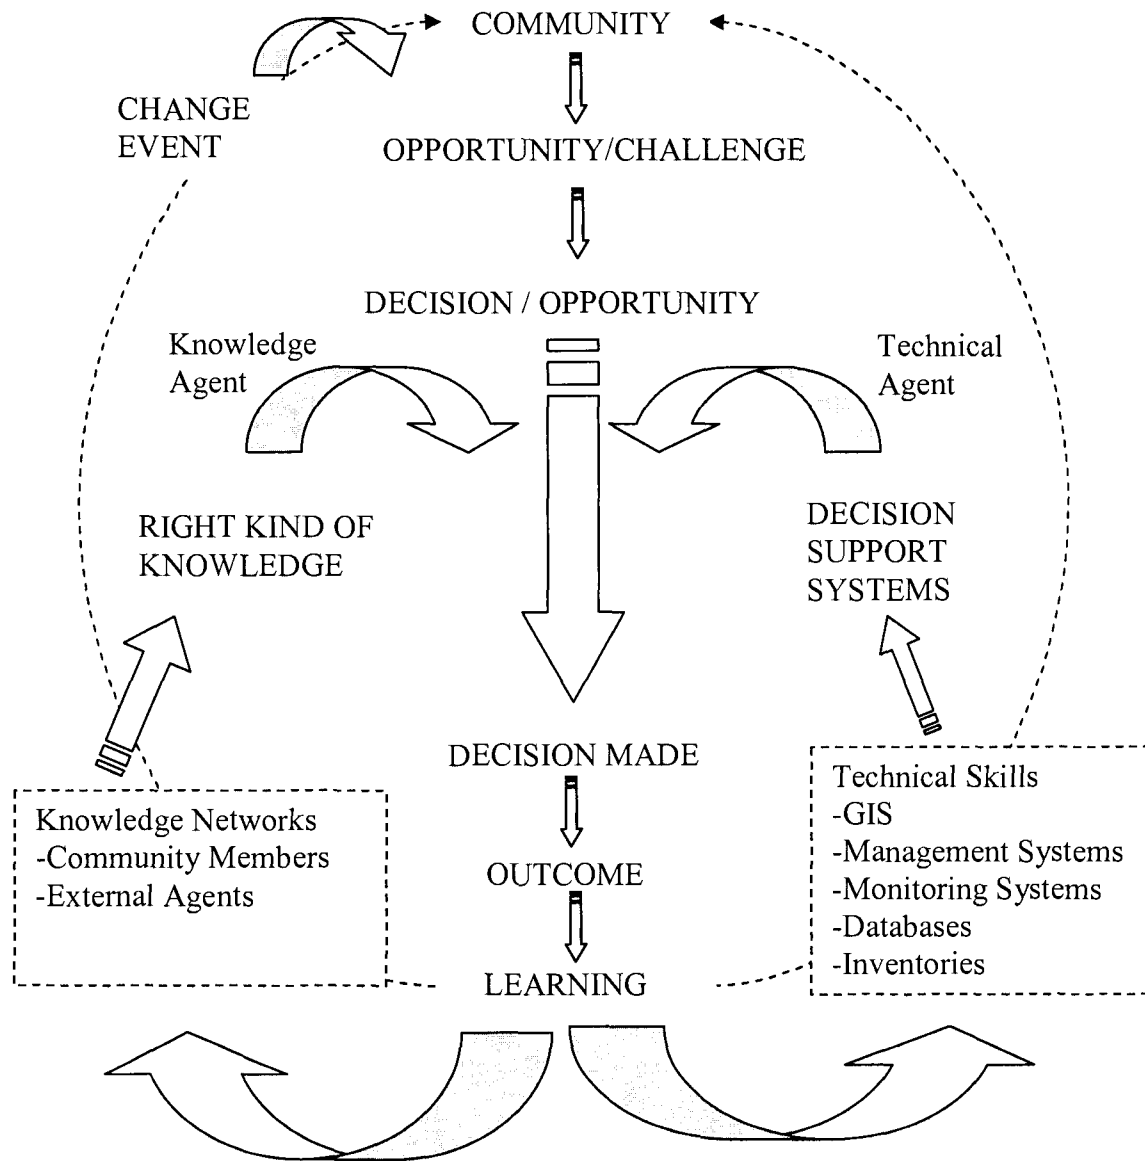 COMMUNITY
CHANGE
EVENT
OPPORTUNITY/CHALLENGE
DECISION / OPPORTUNITY
Knowledge
Agent
Technical
Agent
RIGHT KIND OF
KNOWLEDGE
DECISION
SUPPORT
SYSTEMS
DECISION MADE
Knowledge Networks
-Community Members
-External Agents
Technical Skills
-GIS
-Management Systems
-Monitoring Systems
-Databases
-Inventories
OUTCOME
LEARNING